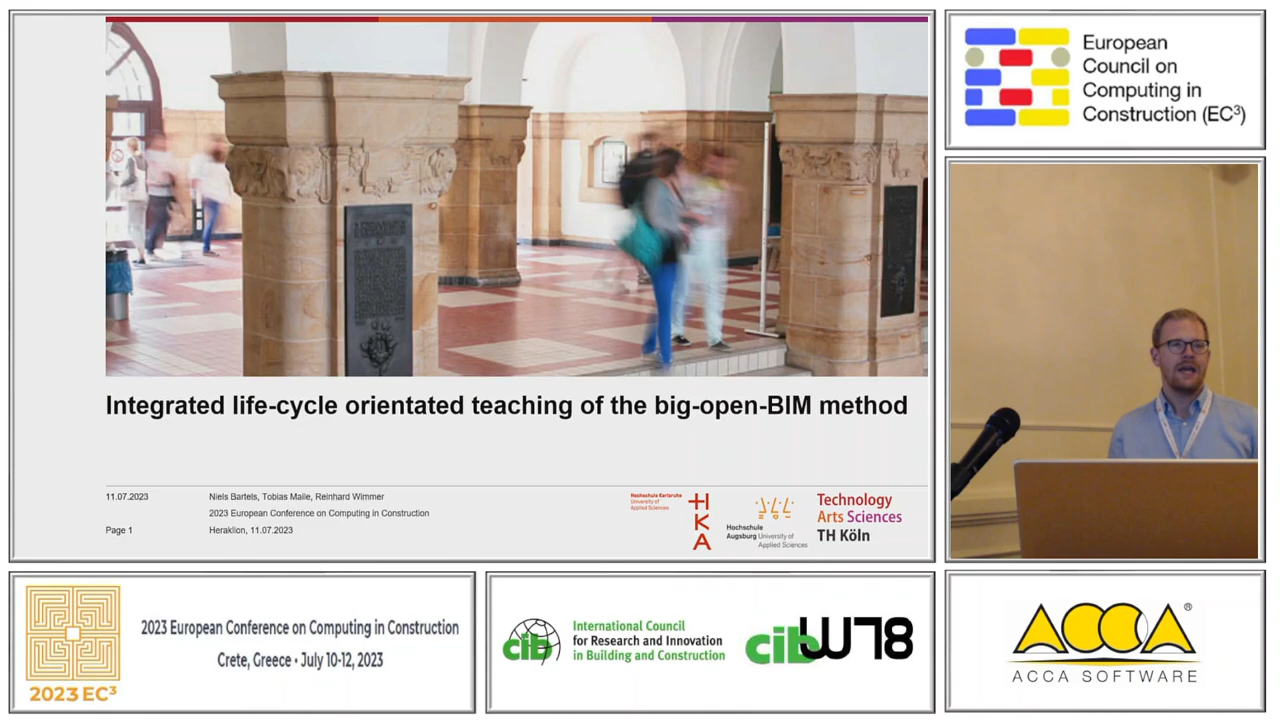 Integrated life-cycle orientated teaching of the big-open-BIM method
11.07.2023
Niels Bartels, Tobias Maile, Reinhard Wimmer
2023 European Conference on Computing in Construction
Page 1
Heraklion, 11.07.2023
Hochschule Karlsruhe
University of
Applied Sciences
H
K
A
Hochschule
Augsburg University of
Applied Sciences
Technology
Arts Sciences
TH Köln
European
Council on
Computing in
Construction (EC³)
2023 EC³
2023 European Conference on Computing in Construction
Crete, Greece • July 10-12, 2023
cib
International Council
for Research and Innovation
in Building and Construction
cib W78
ACCA®
ACCA SOFTWARE